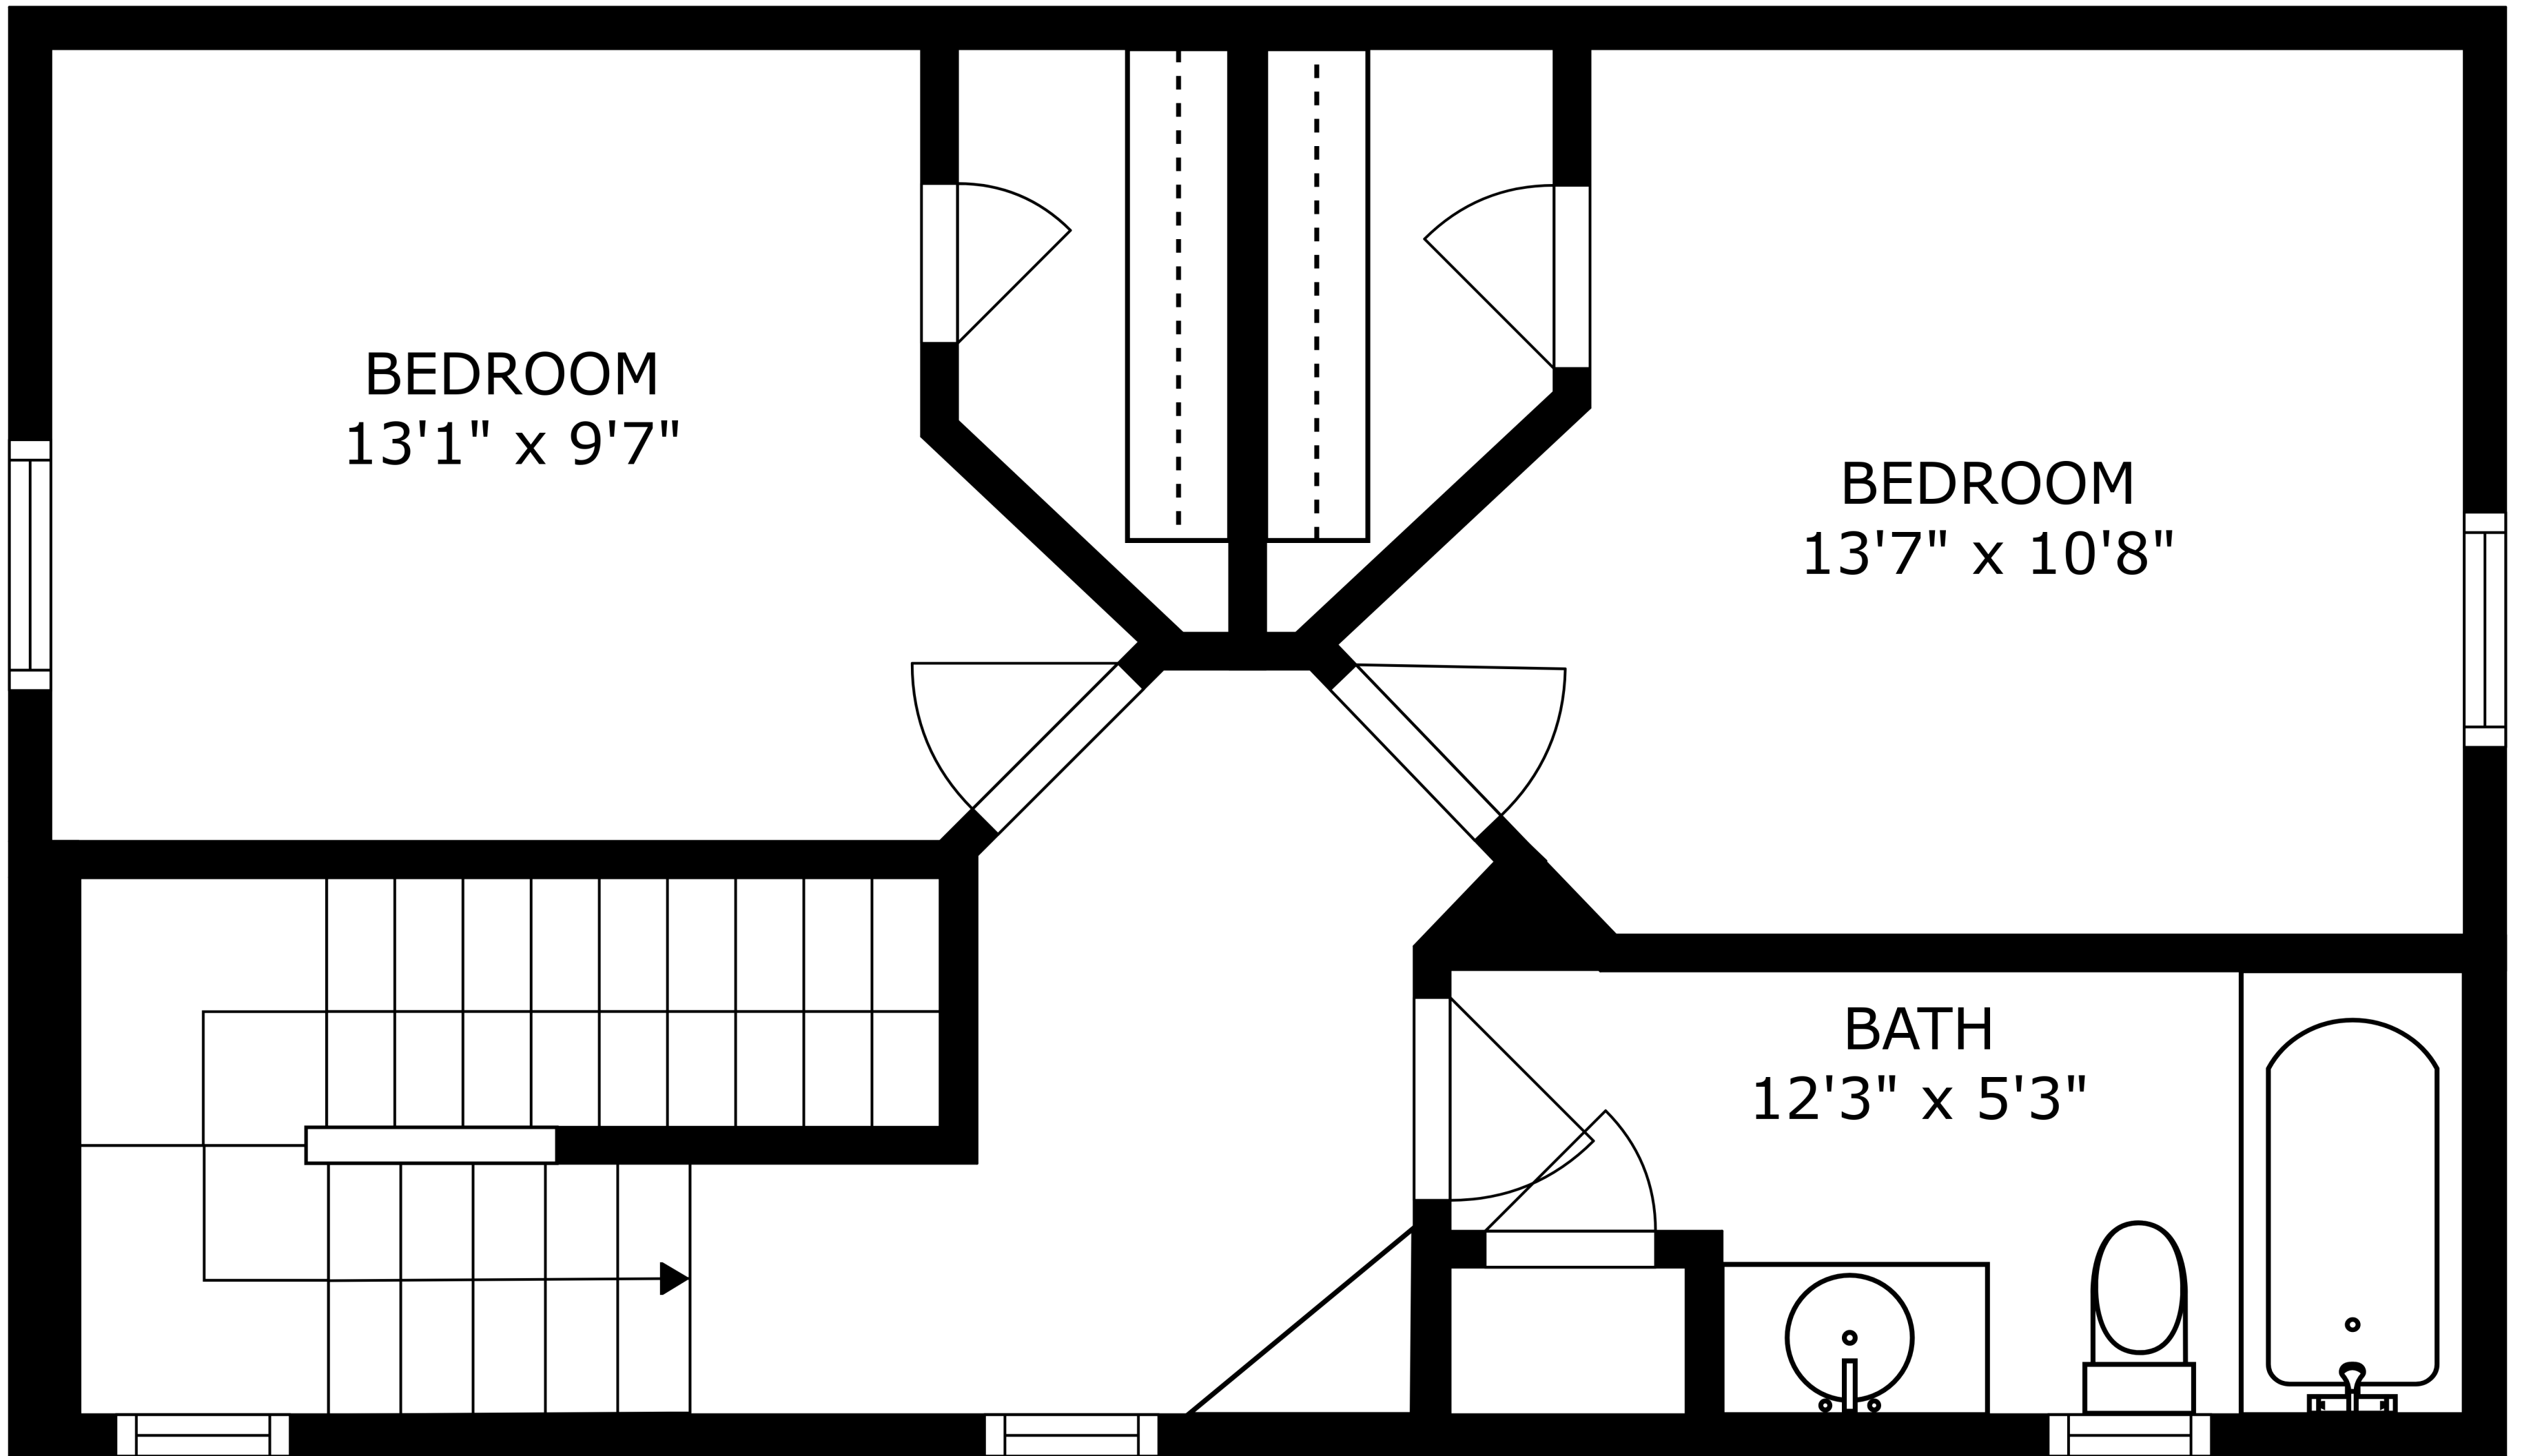 BEDROOM
13'1" x 9'7"
BEDROOM
13'7" x 10'8"
BATH
12'3" x 5'3"